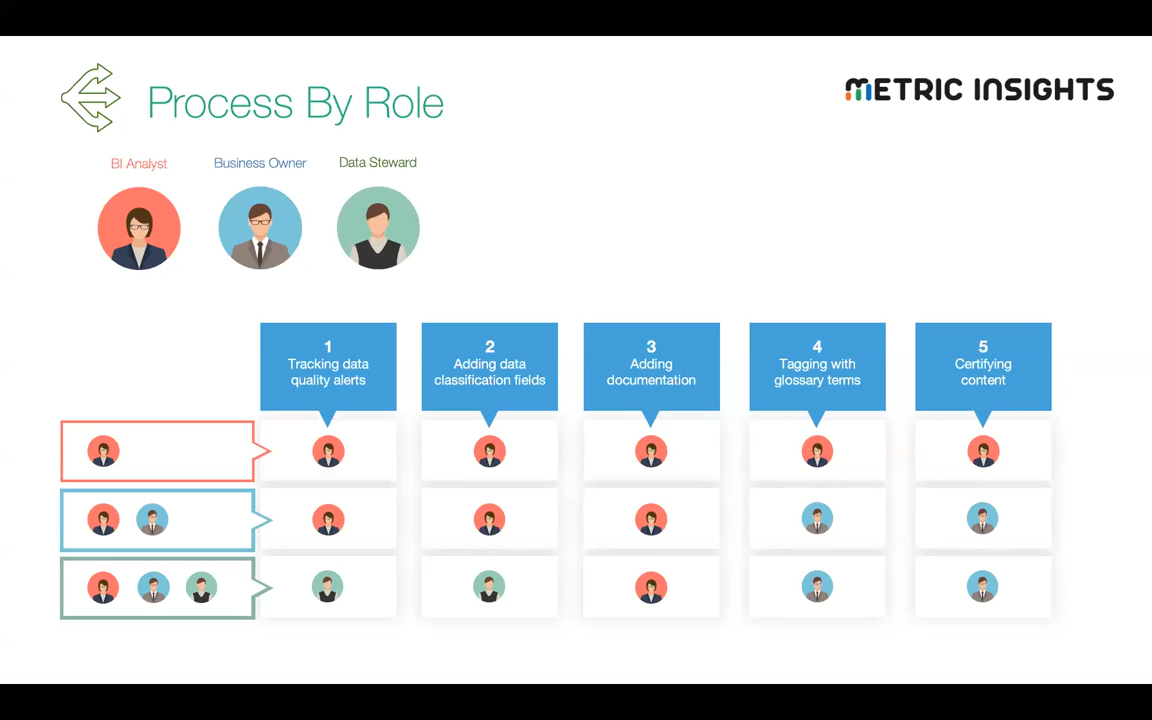 Process By Role
METRIC INSIGHTS
BI Analyst
Business Owner
Data Steward
1
Tracking data
quality alerts
2
Adding data
classification fields
3
Adding
documentation
4
Tagging with
glossary terms
5
Certifying
content